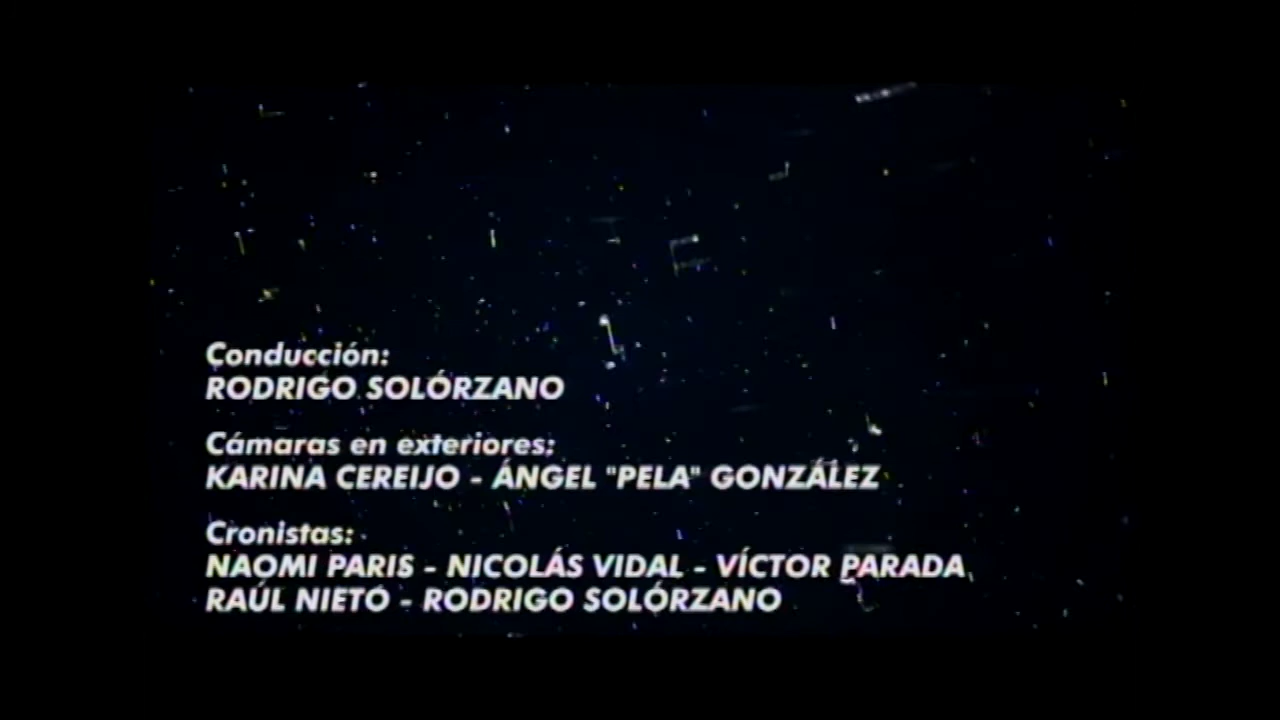 Conducción:
RODRIGO SOLÓRZANO
Cámaras en exteriores:
KARINA CEREIJO - ÁNGEL "PELA" GONZÁLEZ
Cronistas:
NAOMI PARIS - NICOLÁS VIDAL - VÍCTOR PARADA
RAÚL NIETO - RODRIGO SOLÓRZANO